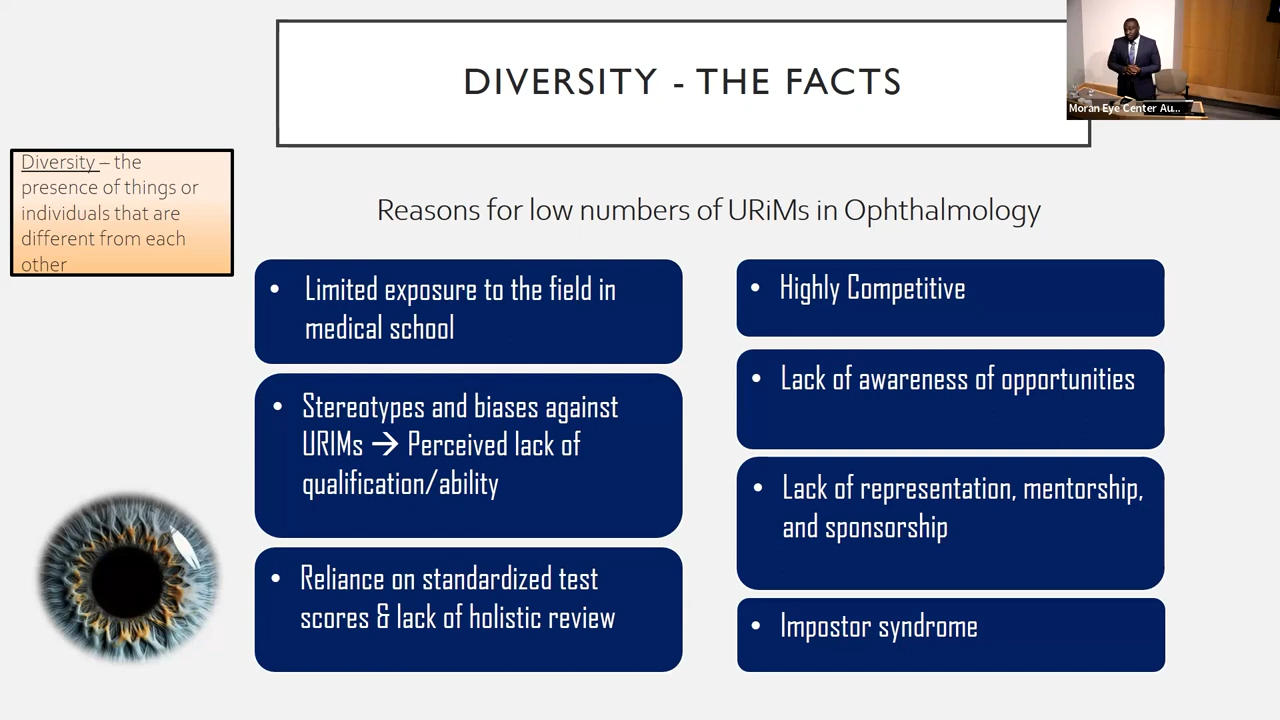 DIVERSITY - THE FACTS
Moran Eye Center Au...
Diversity – the
presence of things or
individuals that are
different from each
other
Reasons for low numbers of URiMs in Ophthalmology
• Limited exposure to the field in
medical school
• Stereotypes and biases against
URIMs → Perceived lack of
qualification/ability
• Reliance on standardized test
scores & lack of holistic review
• Highly Competitive
• Lack of awareness of opportunities
• Lack of representation, mentorship,
and sponsorship
• Impostor syndrome